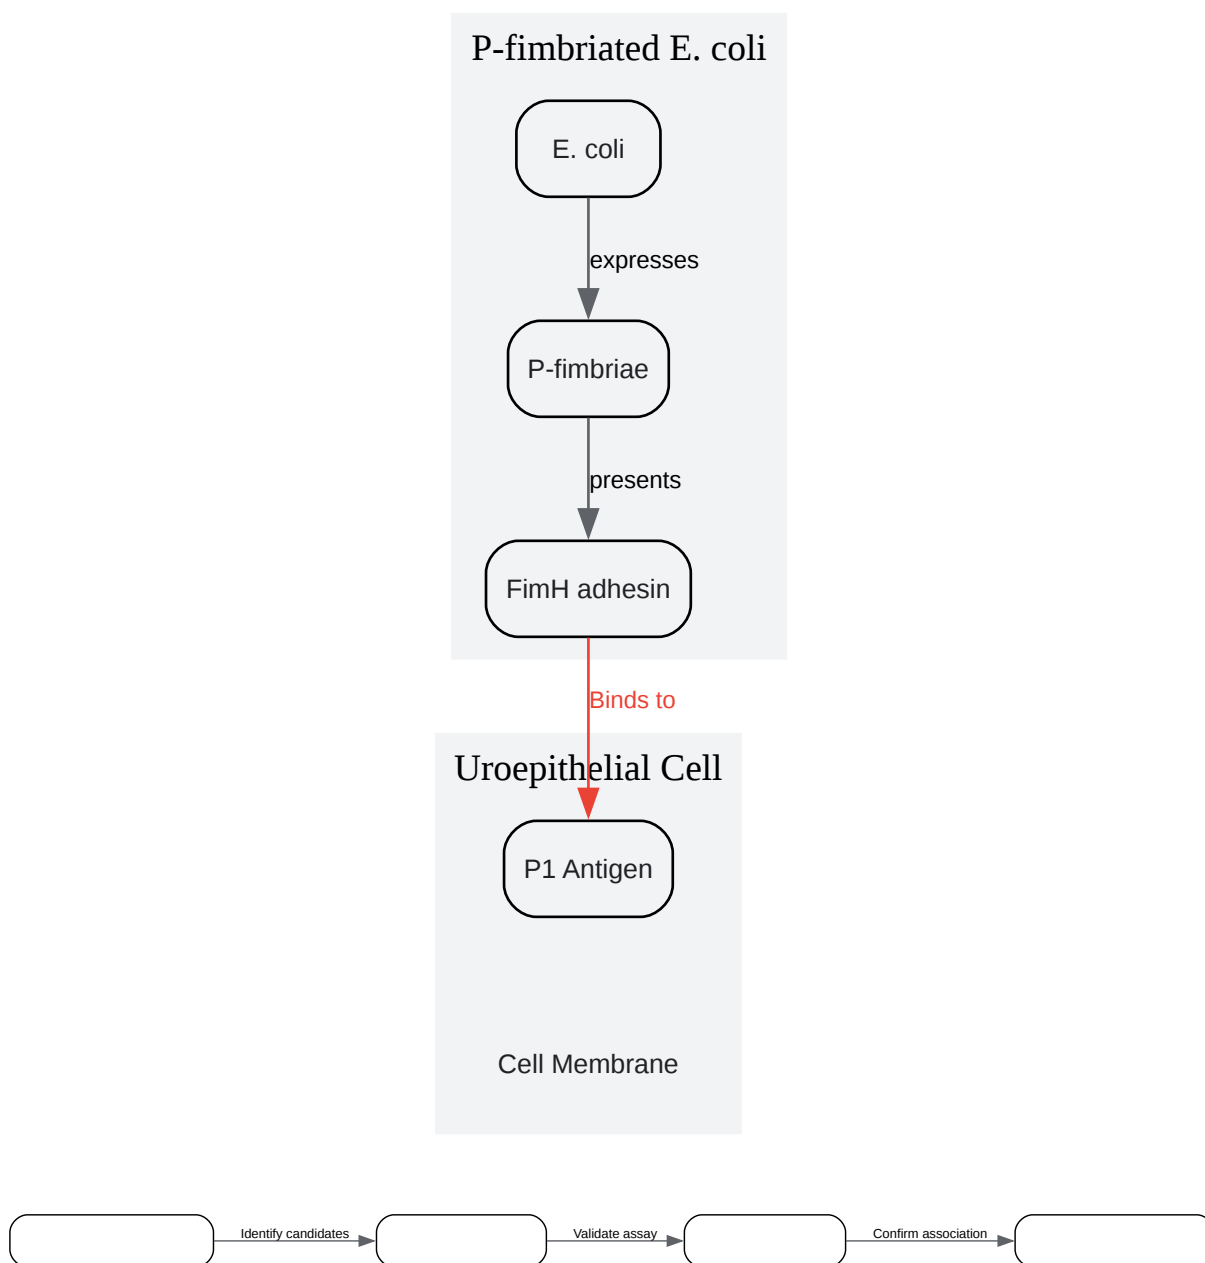 P-fimbriated E. coli
E. coli
expresses
P-fimbriae
presents
FimH adhesin
Binds to
Uroepithelial Cell
P1 Antigen
Cell Membrane
Identify candidates
Validate assay
Confirm association